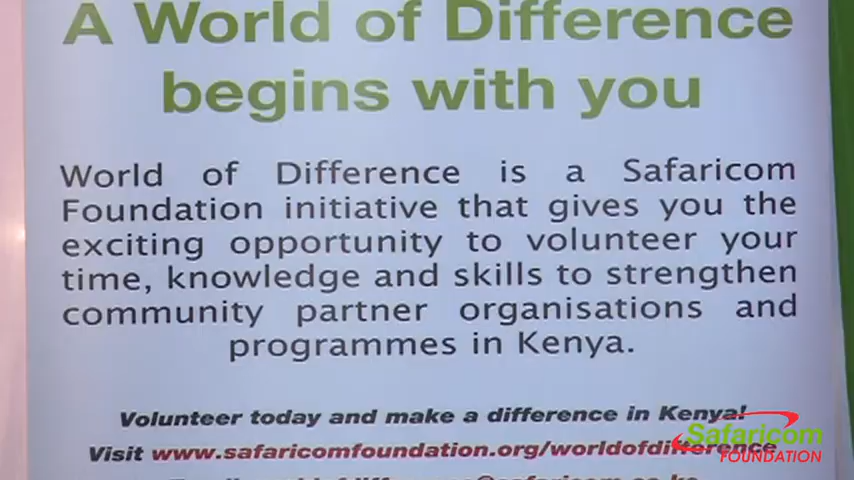 A World of Difference
begins with you
World of Difference is a Safaricom
Foundation initiative that gives you the
exciting opportunity to volunteer your
time, knowledge and skills to strengthen
community partner organisations and
programmes in Kenya.
Volunteer today and make a difference in Kenya!
Visit www.safaricomfoundation.org/worldofdifference
Safaricom
FOUNDATION